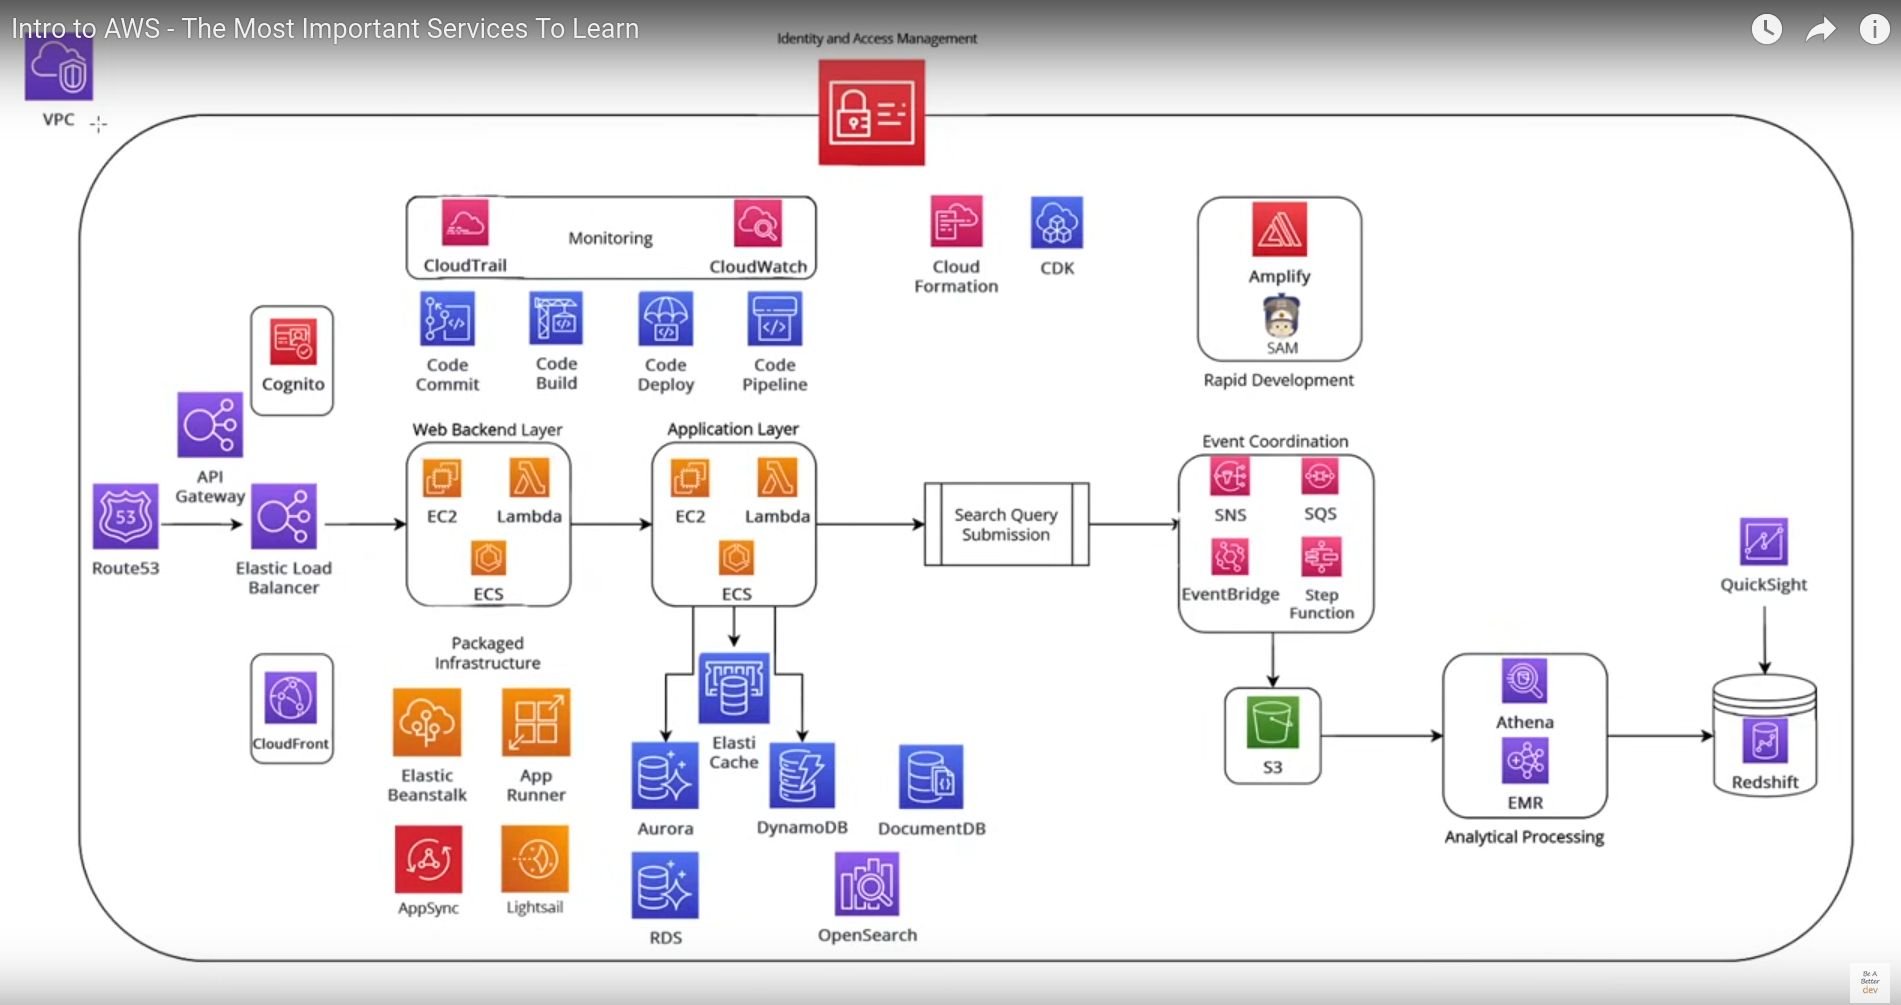 Intro to AWS - The Most Important Services To Learn
Identity and Access Management
VPC
CloudTrail
Monitoring
CloudWatch
Cloud
Formation
CDK
Amplify
SAM
Rapid Development
Cognito
Code
Commit
Code
Build
Code
Deploy
Code
Pipeline
API
Gateway
53
Route53
Elastic Load
Balancer
Web Backend Layer
EC2
Lambda
ECS
Application Layer
EC2
Lambda
ECS
Search Query
Submission
Event Coordination
SNS
SQS
EventBridge
Step
Function
QuickSight
CloudFront
Packaged
Infrastructure
Elastic
Beanstalk
App
Runner
AppSync
Lightsail
Elasti
Cache
Aurora
DynamoDB
DocumentDB
RDS
OpenSearch
S3
Athena
EMR
Analytical Processing
Redshift
Be A
Better
dev